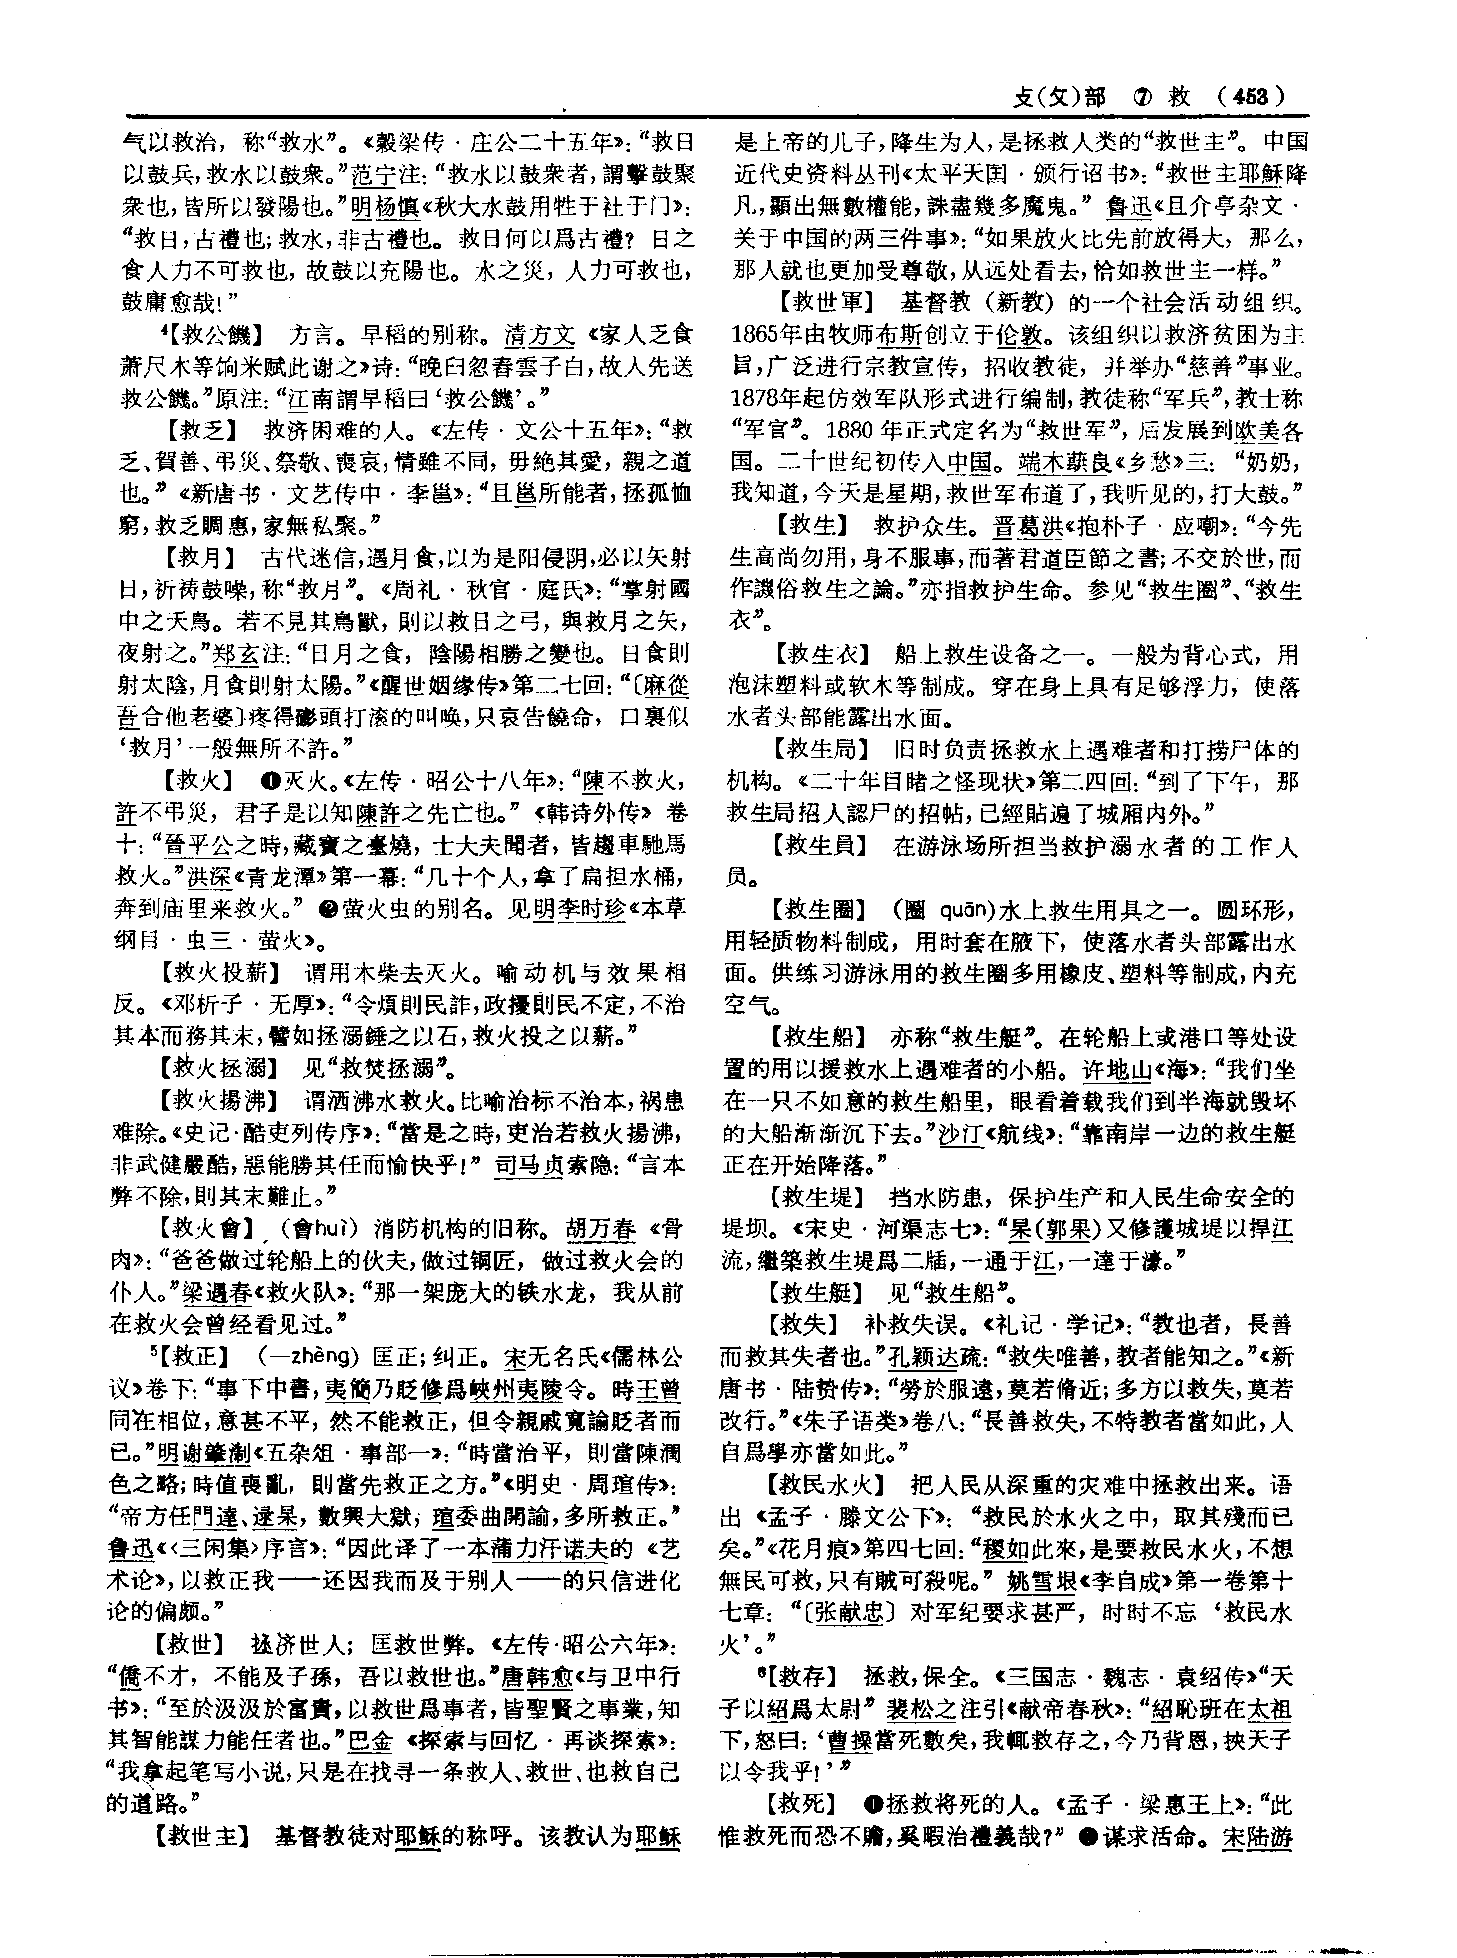 攴(攵)部 ⑦ 救 (453)
气以救治，称“救水”。《穀梁传·庄公二十五年》：“救日
以鼓兵，救水以鼓衆。”范宁注：“救水以鼓衆者，謂擊鼓聚
衆也，皆所以發陽也。”明杨慎《秋大水鼓用牲于社于门》：
“救日，古禮也；救水，非古禮也。救日何以爲古禮？日之
食人力不可救也，故鼓以充陽也。水之災，人力可救也，
鼓庸愈哉！”
⁴【救公饑】 方言。早稻的别称。清方文《家人乏食
萧尺木等饷米赋此谢之》诗：“晚臼忽舂雲子白，故人先送
救公饑。”原注：“江南謂早稻曰‘救公饑’。”
【救乏】 救济困难的人。《左传·文公十五年》：“救
乏、賀善、弔災、祭敬、喪哀，情雖不同，毋絶其愛，親之道
也。”《新唐书·文艺传中·李邕》：“且邕所能者，拯孤恤
窮，救乏賙惠，家無私聚。”
【救月】 古代迷信，遇月食，以为是阳侵阴，必以矢射
日，祈祷鼓噪，称“救月”。《周礼·秋官·庭氏》：“掌射國
中之夭鳥。若不見其鳥獸，則以救日之弓，與救月之矢，
夜射之。”郑玄注：“日月之食，陰陽相勝之變也。日食則
射太陰，月食則射太陽。”《醒世姻缘传》第二七回：“〔麻從
吾合他老婆〕疼得磣頭打滚的叫唤，只哀告饒命，口裏似
‘救月’一般無所不許。”
【救火】 ❶灭火。《左传·昭公十八年》：“陳不救火，
許不弔災，君子是以知陳許之先亡也。”《韩诗外传》卷
十：“晉平公之時，藏寶之臺燒，士大夫聞者，皆趨車馳馬
救火。”洪深《青龙潭》第一幕：“几十个人，拿了扁担水桶，
奔到庙里来救火。”❷萤火虫的别名。见明李时珍《本草
纲目·虫三·萤火》。
【救火投薪】 谓用木柴去灭火。喻动机与效果相
反。《邓析子·无厚》：“令煩則民詐，政擾則民不定，不治
其本而務其末，譬如拯溺錘之以石，救火投之以薪。”
【救火拯溺】 见“救焚拯溺”。
【救火揚沸】 谓洒沸水救火。比喻治标不治本，祸患
难除。《史记·酷吏列传序》：“當是之時，吏治若救火揚沸，
非武健嚴酷，惡能勝其任而愉快乎！”司马贞索隐：“言本
弊不除，則其末難止。”
【救火會】 （會huì）消防机构的旧称。胡万春《骨
肉》：“爸爸做过轮船上的伙夫，做过铜匠，做过救火会的
仆人。”梁遇春《救火队》：“那一架庞大的铁水龙，我从前
在救火会曾经看见过。”
⁵【救正】 （—zhèng）匡正；纠正。宋无名氏《儒林公
议》卷下：“事下中書，夷簡乃貶修爲峽州夷陵令。時王曾
同在相位，意甚不平，然不能救正，但令親戚寬諭貶者而
已。”明谢肇淛《五杂俎·事部一》：“時當治平，則當陳潤
色之略；時值喪亂，則當先救正之方。”《明史·周瑄传》：
“帝方任門達、逯杲，數興大獄，瑄委曲開諭，多所救正。”
鲁迅《〈三闲集〉序言》：“因此译了一本蒲力汗诺夫的《艺
术论》，以救正我——还因我而及于别人——的只信进化
论的偏颇。”
【救世】 拯济世人；匡救世弊。《左传·昭公六年》：
“僑不才，不能及子孫，吾以救世也。”唐韩愈《与卫中行
书》：“至於汲汲於富貴，以救世爲事者，皆聖賢之事業，知
其智能謀力能任者也。”巴金《探索与回忆·再谈探索》：
“我拿起笔写小说，只是在找寻一条救人、救世、也救自己
的道路。”
【救世主】 基督教徒对耶稣的称呼。该教认为耶稣
是上帝的儿子，降生为人，是拯救人类的“救世主”。中国
近代史资料丛刊《太平天囯·颁行诏书》：“救世主耶穌降
凡，顯出無數權能，誅盡幾多魔鬼。”鲁迅《且介亭杂文·
关于中国的两三件事》：“如果放火比先前放得大，那么，
那人就也更加受尊敬，从远处看去，恰如救世主一样。”
【救世軍】 基督教（新教）的一个社会活动组织。
1865年由牧师布斯创立于伦敦。该组织以救济贫困为主
旨，广泛进行宗教宣传，招收教徒，并举办“慈善”事业。
1878年起仿效军队形式进行编制，教徒称“军兵”，教士称
“军官”。1880年正式定名为“救世军”，后发展到欧美各
国。二十世纪初传入中国。端木蕻良《乡愁》三：“奶奶，
我知道，今天是星期，救世军布道了，我听见的，打大鼓。”
【救生】 救护众生。晋葛洪《抱朴子·应嘲》：“今先
生高尚勿用，身不服事，而著君道臣節之書；不交於世，而
作譏俗救生之論。”亦指救护生命。参见“救生圈”、“救生
衣”。
【救生衣】 船上救生设备之一。一般为背心式，用
泡沫塑料或软木等制成。穿在身上具有足够浮力，使落
水者头部能露出水面。
【救生局】 旧时负责拯救水上遇难者和打捞尸体的
机构。《二十年目睹之怪现状》第二四回：“到了下午，那
救生局招人認尸的招帖，已經貼遍了城厢内外。”
【救生員】 在游泳场所担当救护溺水者的工作人
员。
【救生圈】 （圈 quān）水上救生用具之一。圆环形，
用轻质物料制成，用时套在腋下，使落水者头部露出水
面。供练习游泳用的救生圈多用橡皮、塑料等制成，内充
空气。
【救生船】 亦称“救生艇”。在轮船上或港口等处设
置的用以援救水上遇难者的小船。许地山《海》：“我们坐
在一只不如意的救生船里，眼看着载我们到半海就毁坏
的大船渐渐沉下去。”沙汀《航线》：“靠南岸一边的救生艇
正在开始降落。”
【救生堤】 挡水防患，保护生产和人民生命安全的
堤坝。《宋史·河渠志七》：“杲（郭果）又修護城堤以捍江
流，繼築救生堤爲二牐，一通于江，一達于濠。”
【救生艇】 见“救生船”。
【救失】 补救失误。《礼记·学记》：“教也者，長善
而救其失者也。”孔颖达疏：“救失唯善，教者能知之。”《新
唐书·陆贽传》：“勞於服遠，莫若脩近；多方以救失，莫若
改行。”《朱子语类》卷八：“長善救失，不特教者當如此，人
自爲學亦當如此。”
【救民水火】 把人民从深重的灾难中拯救出来。语
出《孟子·滕文公下》：“救民於水火之中，取其殘而已
矣。”《花月痕》第四七回：“稷如此來，是要救民水火，不想
無民可救，只有賊可殺呢。”姚雪垠《李自成》第一卷第十
七章：“〔张献忠〕对军纪要求甚严，时时不忘‘救民水
火’。”
⁶【救存】 拯救，保全。《三国志·魏志·袁绍传》“天
子以紹爲太尉”裴松之注引《献帝春秋》：“紹恥班在太祖
下，怒曰：‘曹操當死數矣，我輒救存之，今乃背恩，挾天子
以令我乎！’”
【救死】 ❶拯救将死的人。《孟子·梁惠王上》：“此
惟救死而恐不贍，奚暇治禮義哉？”❷谋求活命。宋陆游